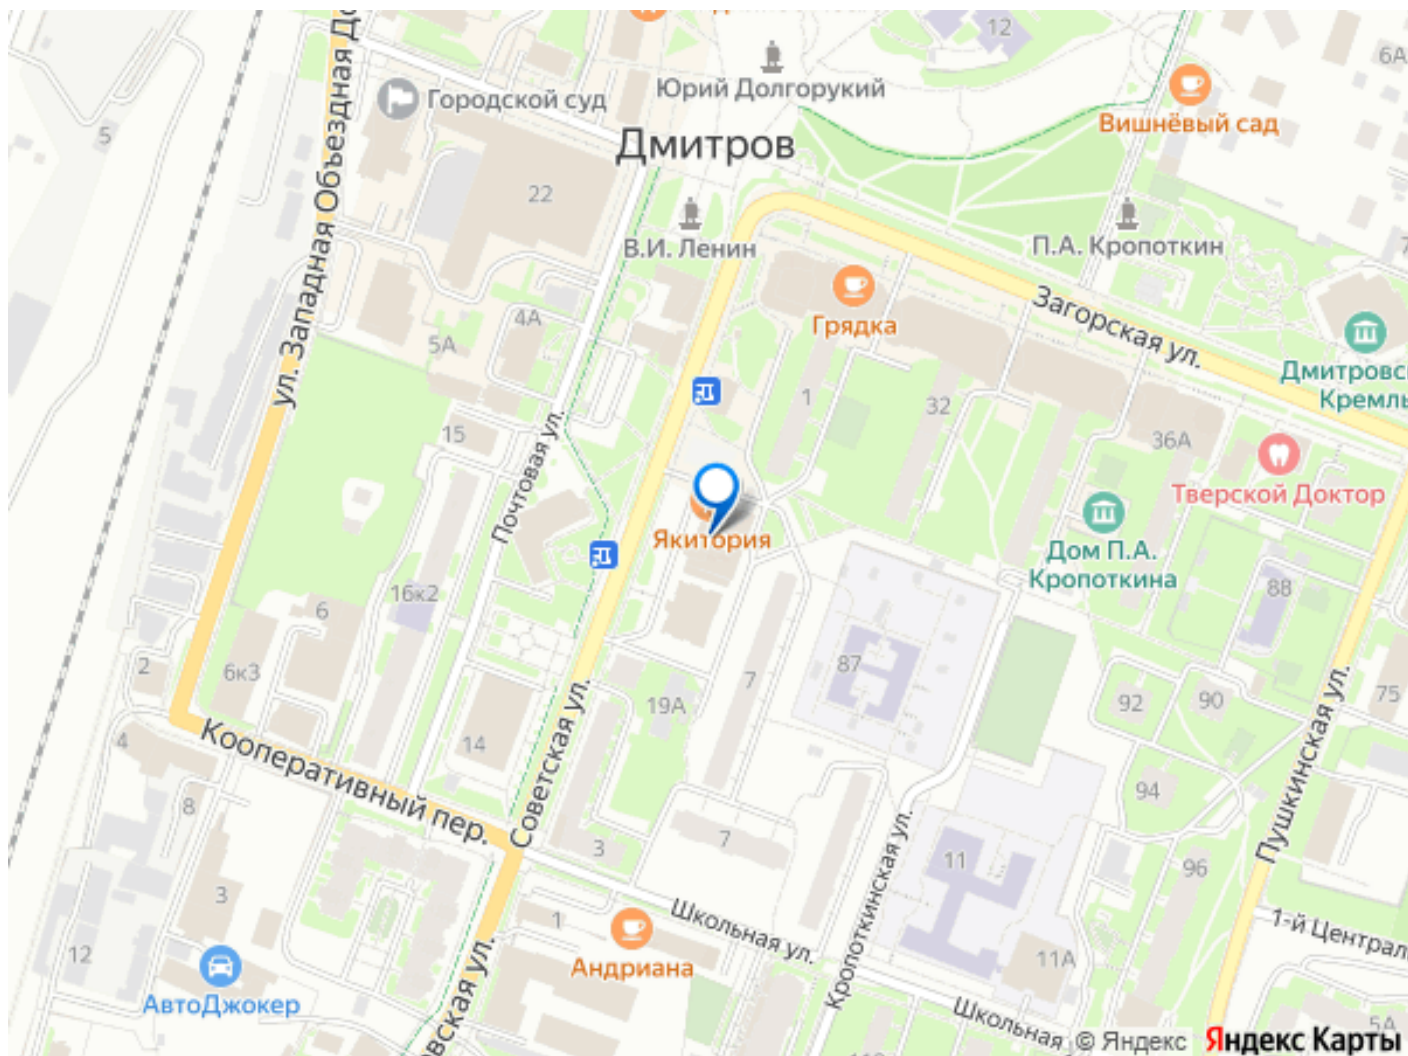 12
6А
Юрий Долгорукий
Городской суд
5
Вишнёвый сад
Дмитров
22
В.И. Ленин
П.А. Кропоткин
ул. Западная Объездная
Грядка
Загорская ул.
4А
5А
Дмитровс
Кремль
1
32
15
36А
Почтовая ул.
Тверской Доктор
Якитория
Дом П.А.
Кропоткина
16к2
88
6
87
2
6к3
7
19А
92
90
75
Пушкинская ул.
4
14
Кооперативный пер.
Советская ул.
94
8
3
7
Кропоткинская ул.
11
96
3
1
Школьная ул.
1-й Централ
12
Андриана
11А
АвтоДжокер
вская ул.
Школьная
5А
© Яндекс Яндекс Карты